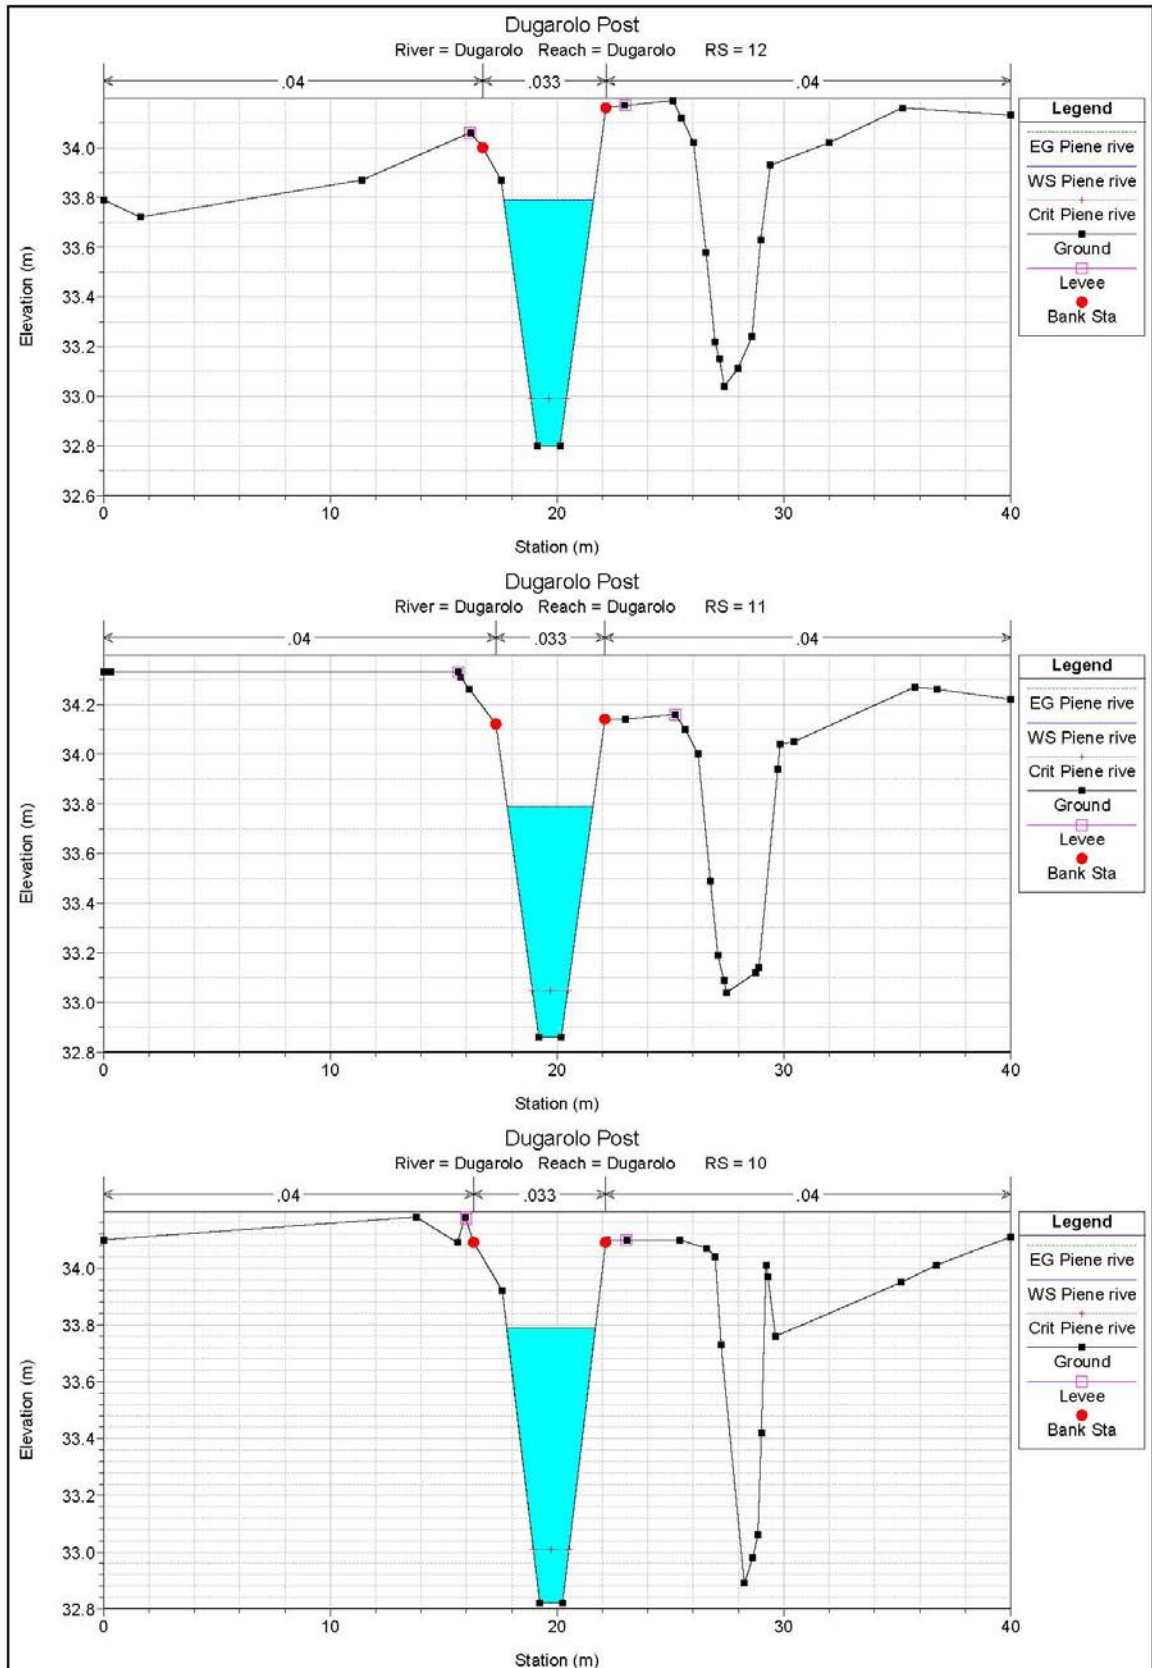 Dugarolo Post
River = Dugarolo Reach = Dugarolo RS = 12
.04 .033 .04
Legend
EG Piene rive
WS Piene rive
Crit Piene rive
Ground
Levee
Bank Sta
Elevation (m)
34.0
33.8
33.6
33.4
33.2
33.0
32.8
32.6
0 10 20 30 40
Station (m)
Dugarolo Post
River = Dugarolo Reach = Dugarolo RS = 11
.04 .033 .04
Legend
EG Piene rive
WS Piene rive
Crit Piene rive
Ground
Levee
Bank Sta
Elevation (m)
34.2
34.0
33.8
33.6
33.4
33.2
33.0
32.8
0 10 20 30 40
Station (m)
Dugarolo Post
River = Dugarolo Reach = Dugarolo RS = 10
.04 .033 .04
Legend
EG Piene rive
WS Piene rive
Crit Piene rive
Ground
Levee
Bank Sta
Elevation (m)
34.0
33.8
33.6
33.4
33.2
33.0
32.8
0 10 20 30 40
Station (m)